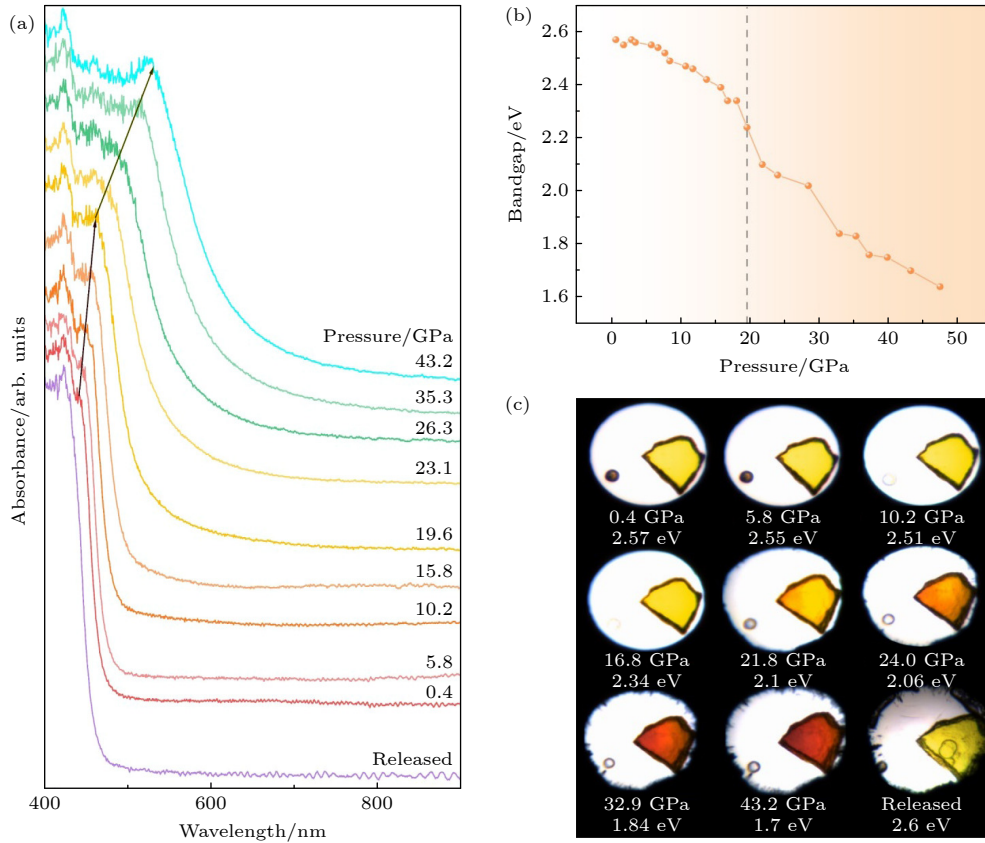 (a)
Absorbance/arb. units
Pressure/GPa
43.2
35.3
26.3
23.1
19.6
15.8
10.2
5.8
0.4
Released
400 600 800
Wavelength/nm
(b)
Bandgap/eV
2.6
2.4
2.2
2.0
1.8
1.6
0 10 20 30 40 50
Pressure/GPa
(c)
0.4 GPa 5.8 GPa 10.2 GPa
2.57 eV 2.55 eV 2.51 eV
16.8 GPa 21.8 GPa 24.0 GPa
2.34 eV 2.1 eV 2.06 eV
32.9 GPa 43.2 GPa Released
1.84 eV 1.7 eV 2.6 eV